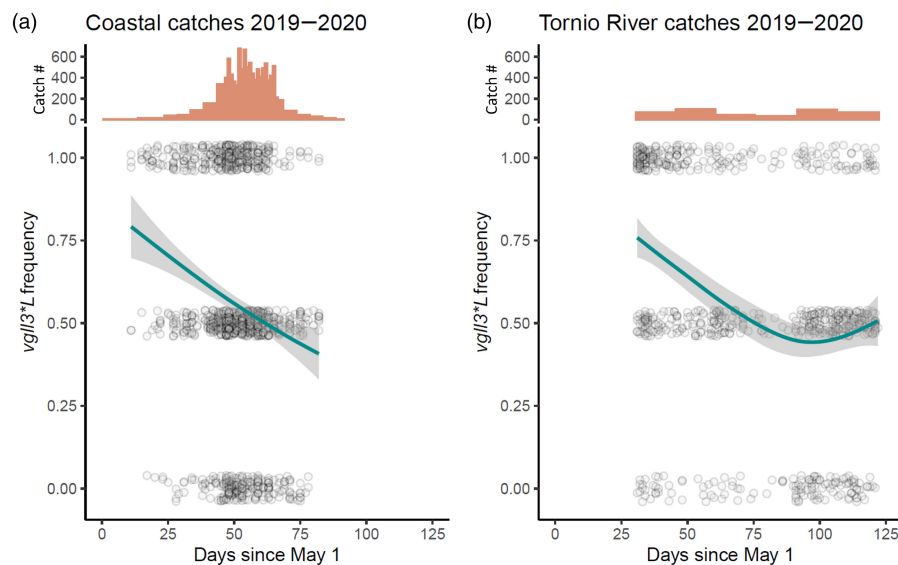 (a) Coastal catches 2019−2020
Catch #
600
400
200
0
vgll3*L frequency
1.00
0.75
0.50
0.25
0.00
0 25 50 75 100 125
Days since May 1
(b) Tornio River catches 2019−2020
Catch #
600
400
200
0
vgll3*L frequency
1.00
0.75
0.50
0.25
0.00
0 25 50 75 100 125
Days since May 1